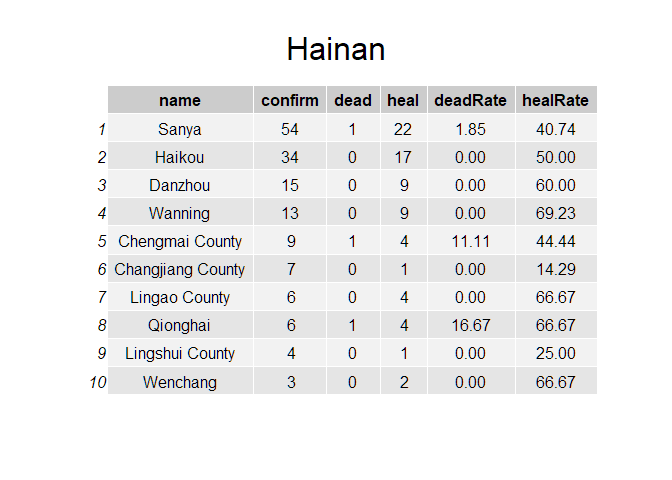 Hainan
name confirm dead heal deadRate healRate
1 Sanya 54 1 22 1.85 40.74
2 Haikou 34 0 17 0.00 50.00
3 Danzhou 15 0 9 0.00 60.00
4 Wanning 13 0 9 0.00 69.23
5 Chengmai County 9 1 4 11.11 44.44
6 Changjiang County 7 0 1 0.00 14.29
7 Lingao County 6 0 4 0.00 66.67
8 Qionghai 6 1 4 16.67 66.67
9 Lingshui County 4 0 1 0.00 25.00
10 Wenchang 3 0 2 0.00 66.67